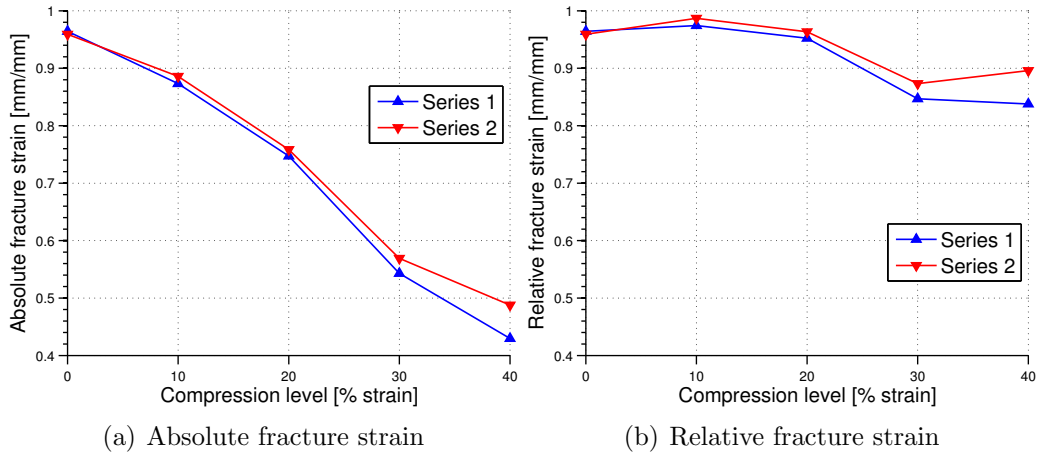 Absolute fracture strain [mm/mm]
1
0.9
0.8
0.7
0.6
0.5
0.4
0 10 20 30 40
Compression level [% strain]
Series 1
Series 2
(a) Absolute fracture strain
Relative fracture strain [mm/mm]
1
0.9
0.8
0.7
0.6
0.5
0.4
0 10 20 30 40
Compression level [% strain]
Series 1
Series 2
(b) Relative fracture strain